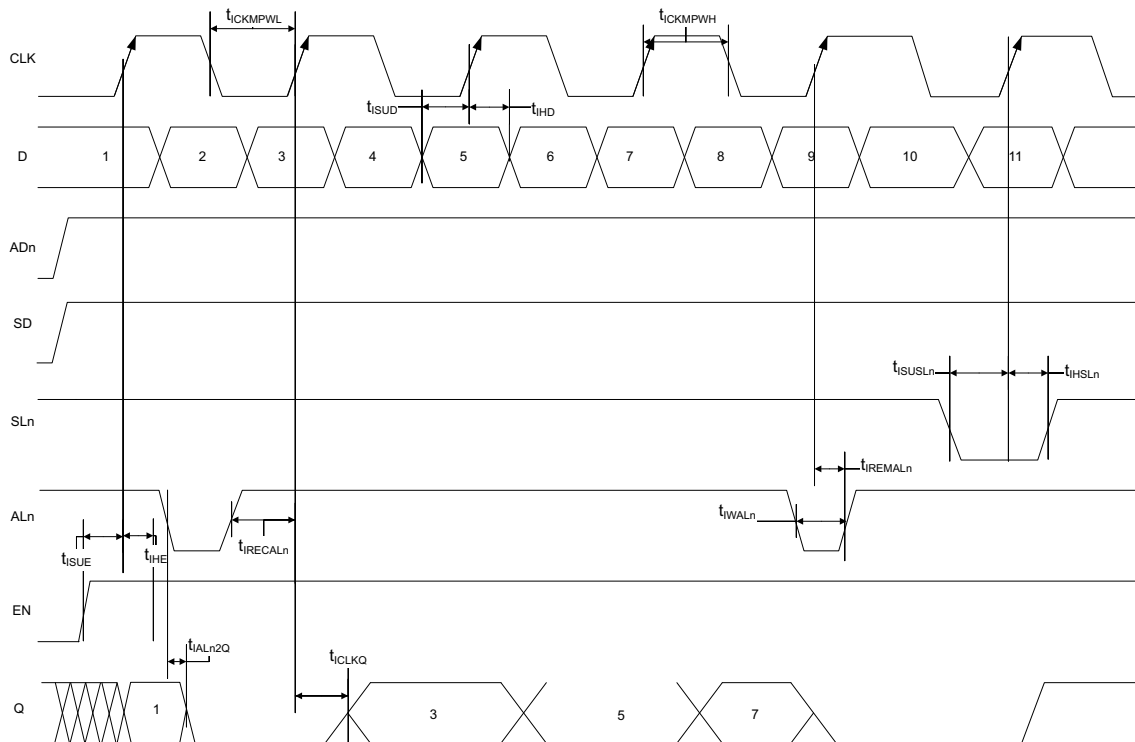 tICKMPWL
tICKMPWH
CLK
tISUD
tIHD
D
1 2 3 4 5 6 7 8 9 10 11
ADn
SD
tISUSLn
tIHSLn
SLn
tIREMALn
ALn
tIWALn
tISUE
tIHE
tIRECALn
EN
tIALn2Q
tICLKQ
Q
1 3 5 7